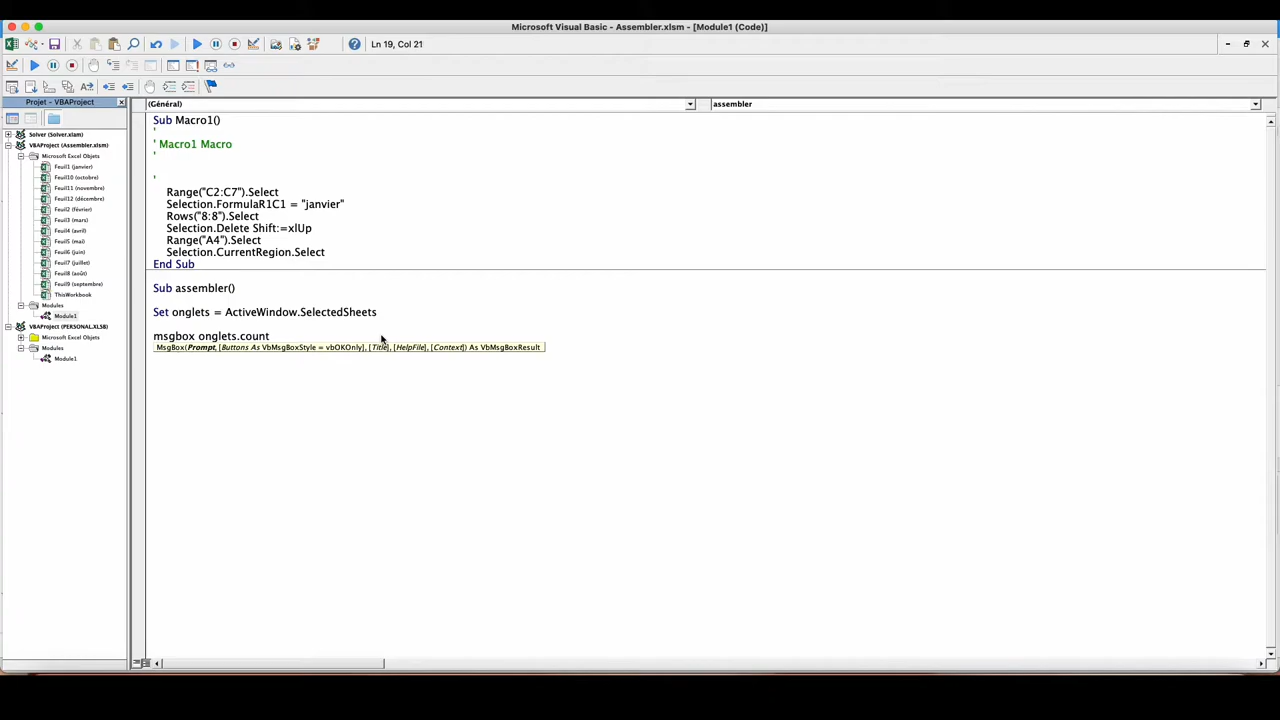 Microsoft Visual Basic - Assembler.xlsm - [Module1 (Code)]
Ln 19, Col 21
Projet - VBAProject
(Général)
assembler
Solver (Solver.xlam)
VBAProject (Assembler.xlsm)
Microsoft Excel Objets
Feuil1 (janvier)
Feuil10 (octobre)
Feuil11 (novembre)
Feuil12 (décembre)
Feuil2 (février)
Feuil3 (mars)
Feuil4 (avril)
Feuil5 (mai)
Feuil6 (juin)
Feuil7 (juillet)
Feuil8 (août)
Feuil9 (septembre)
ThisWorkbook
Modules
Module1
VBAProject (PERSONAL.XLSB)
Microsoft Excel Objets
Modules
Module1
Sub Macro1()
'
' Macro1 Macro
'
'
Range("C2:C7").Select
Selection.FormulaR1C1 = "janvier"
Rows("8:8").Select
Selection.Delete Shift:=xlUp
Range("A4").Select
Selection.CurrentRegion.Select
End Sub
Sub assembler()
Set onglets = ActiveWindow.SelectedSheets
msgbox onglets.count
MsgBox(Prompt, [Buttons As VbMsgBoxStyle = vbOKOnly], [Title], [HelpFile], [Context]) As VbMsgBoxResult